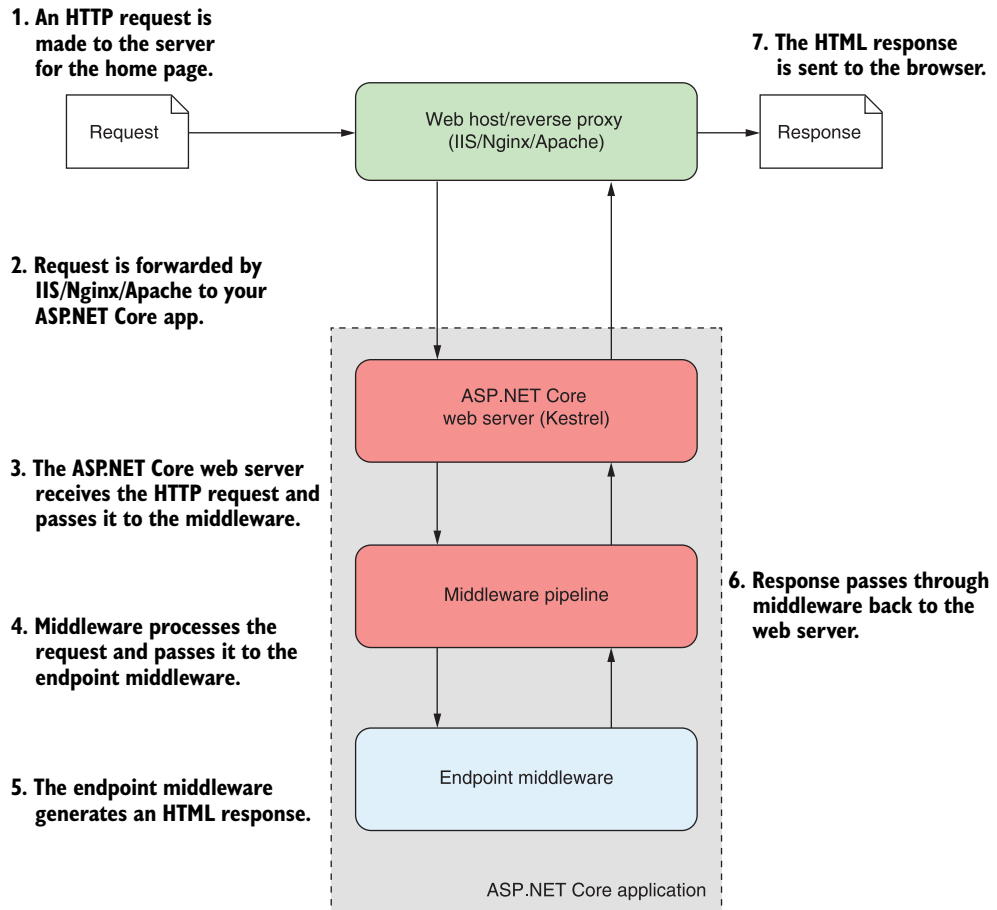 1. An HTTP request is
made to the server
for the home page.
7. The HTML response
is sent to the browser.
Request
Web host/reverse proxy
(IIS/Nginx/Apache)
Response
2. Request is forwarded by
IIS/Nginx/Apache to your
ASP.NET Core app.
ASP.NET Core
web server (Kestrel)
3. The ASP.NET Core web server
receives the HTTP request and
passes it to the middleware.
Middleware pipeline
6. Response passes through
middleware back to the
web server.
4. Middleware processes the
request and passes it to the
endpoint middleware.
Endpoint middleware
5. The endpoint middleware
generates an HTML response.
ASP.NET Core application